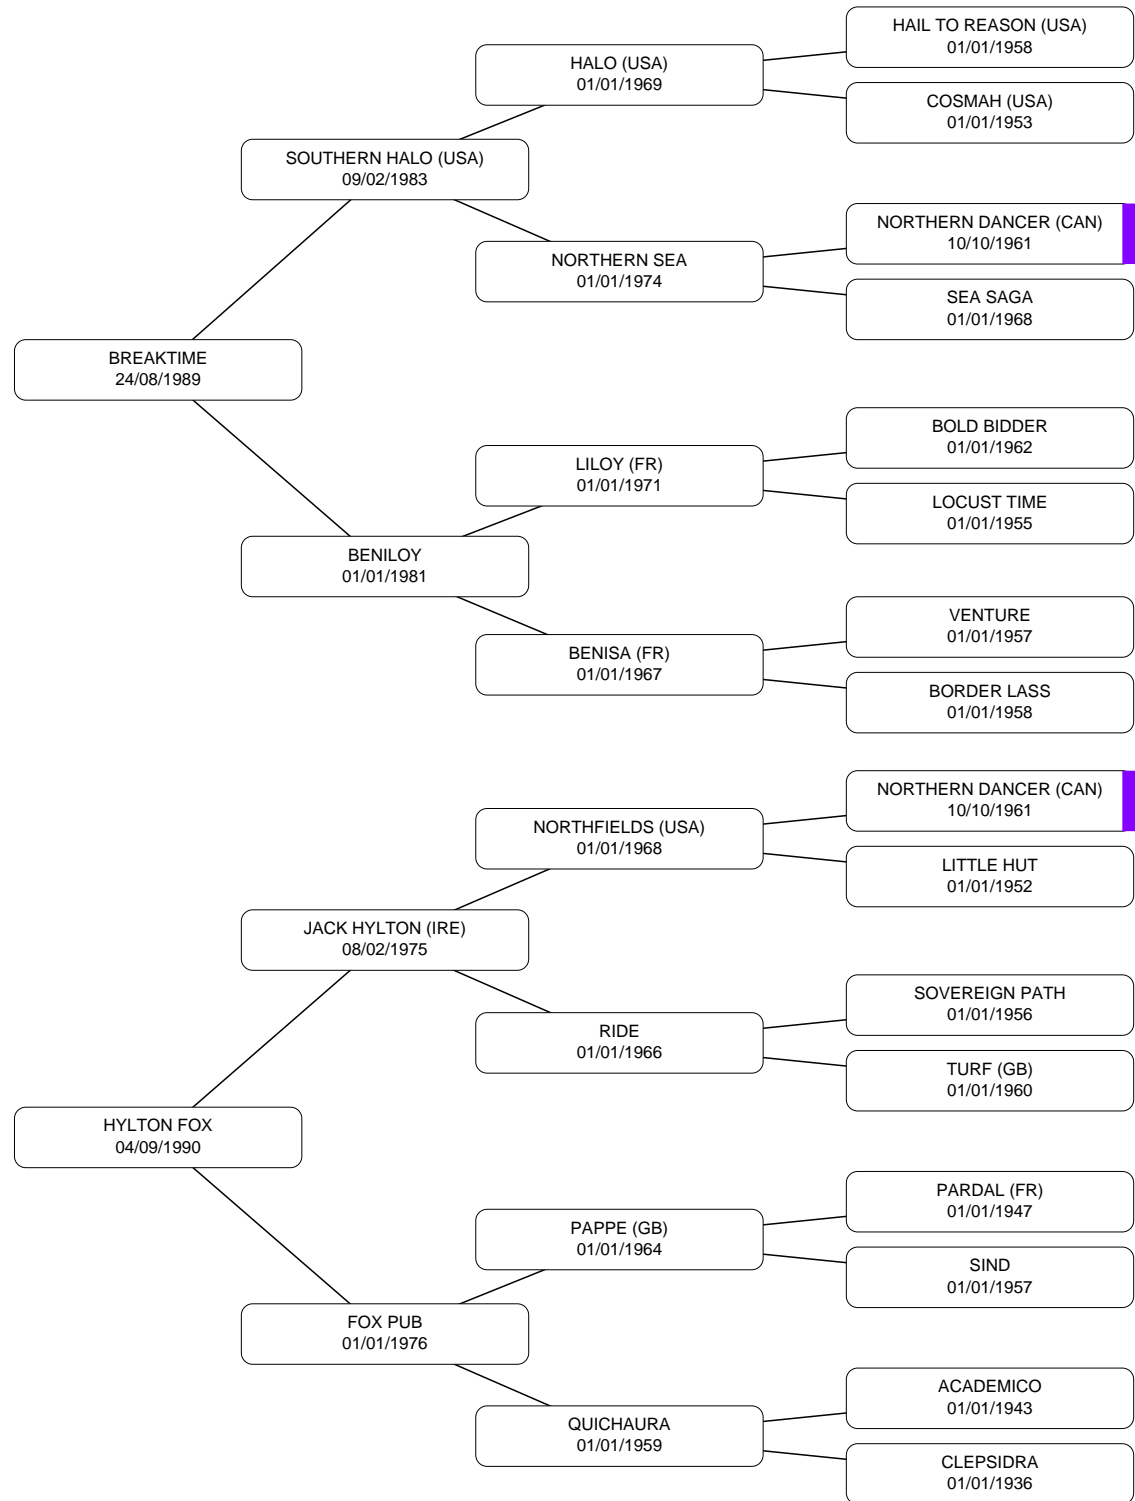 HAIL TO REASON (USA)
01/01/1958
HALO (USA)
01/01/1969
COSMAH (USA)
01/01/1953
SOUTHERN HALO (USA)
09/02/1983
NORTHERN DANCER (CAN)
10/10/1961
NORTHERN SEA
01/01/1974
SEA SAGA
01/01/1968
BREAKTIME
24/08/1989
BOLD BIDDER
01/01/1962
LILOY (FR)
01/01/1971
LOCUST TIME
01/01/1955
BENILOY
01/01/1981
VENTURE
01/01/1957
BENISA (FR)
01/01/1967
BORDER LASS
01/01/1958
NORTHERN DANCER (CAN)
10/10/1961
NORTHFIELDS (USA)
01/01/1968
LITTLE HUT
01/01/1952
JACK HYLTON (IRE)
08/02/1975
SOVEREIGN PATH
01/01/1956
RIDE
01/01/1966
TURF (GB)
01/01/1960
HYLTON FOX
04/09/1990
PARDAL (FR)
01/01/1947
PAPPE (GB)
01/01/1964
SIND
01/01/1957
FOX PUB
01/01/1976
ACADEMICO
01/01/1943
QUICHAURA
01/01/1959
CLEPSIDRA
01/01/1936